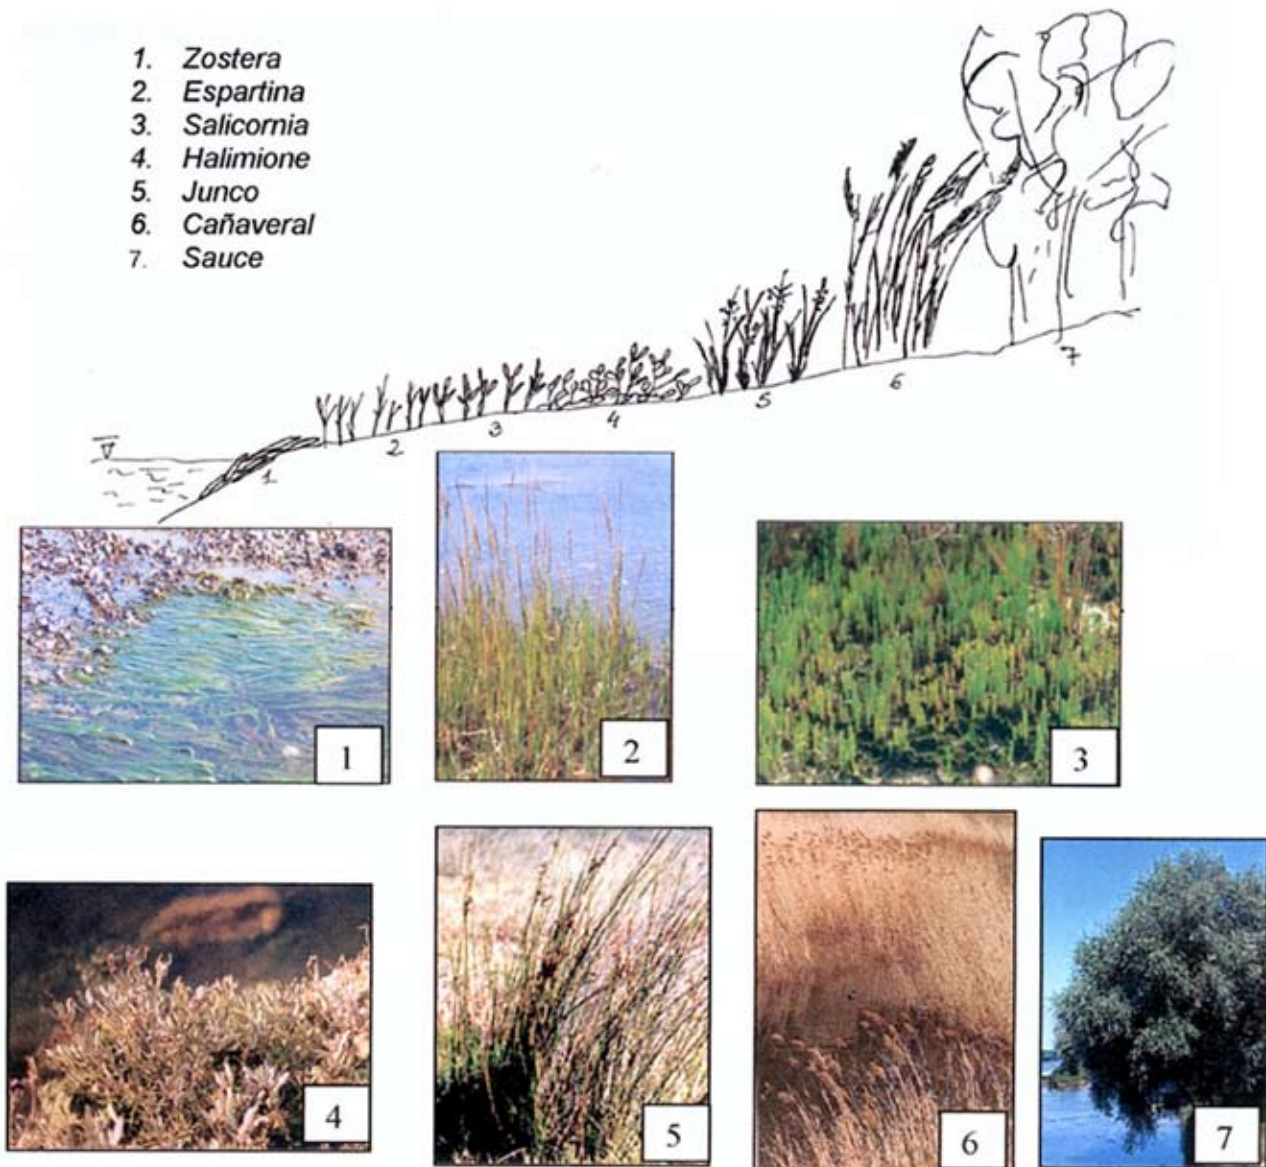 1. Zostera
2. Espartina
3. Salicornia
4. Halimione
5. Junco
6. Cañaveral
7. Sauce
1
2
3
4
5
6
7
1
2
3
4
5
6
7